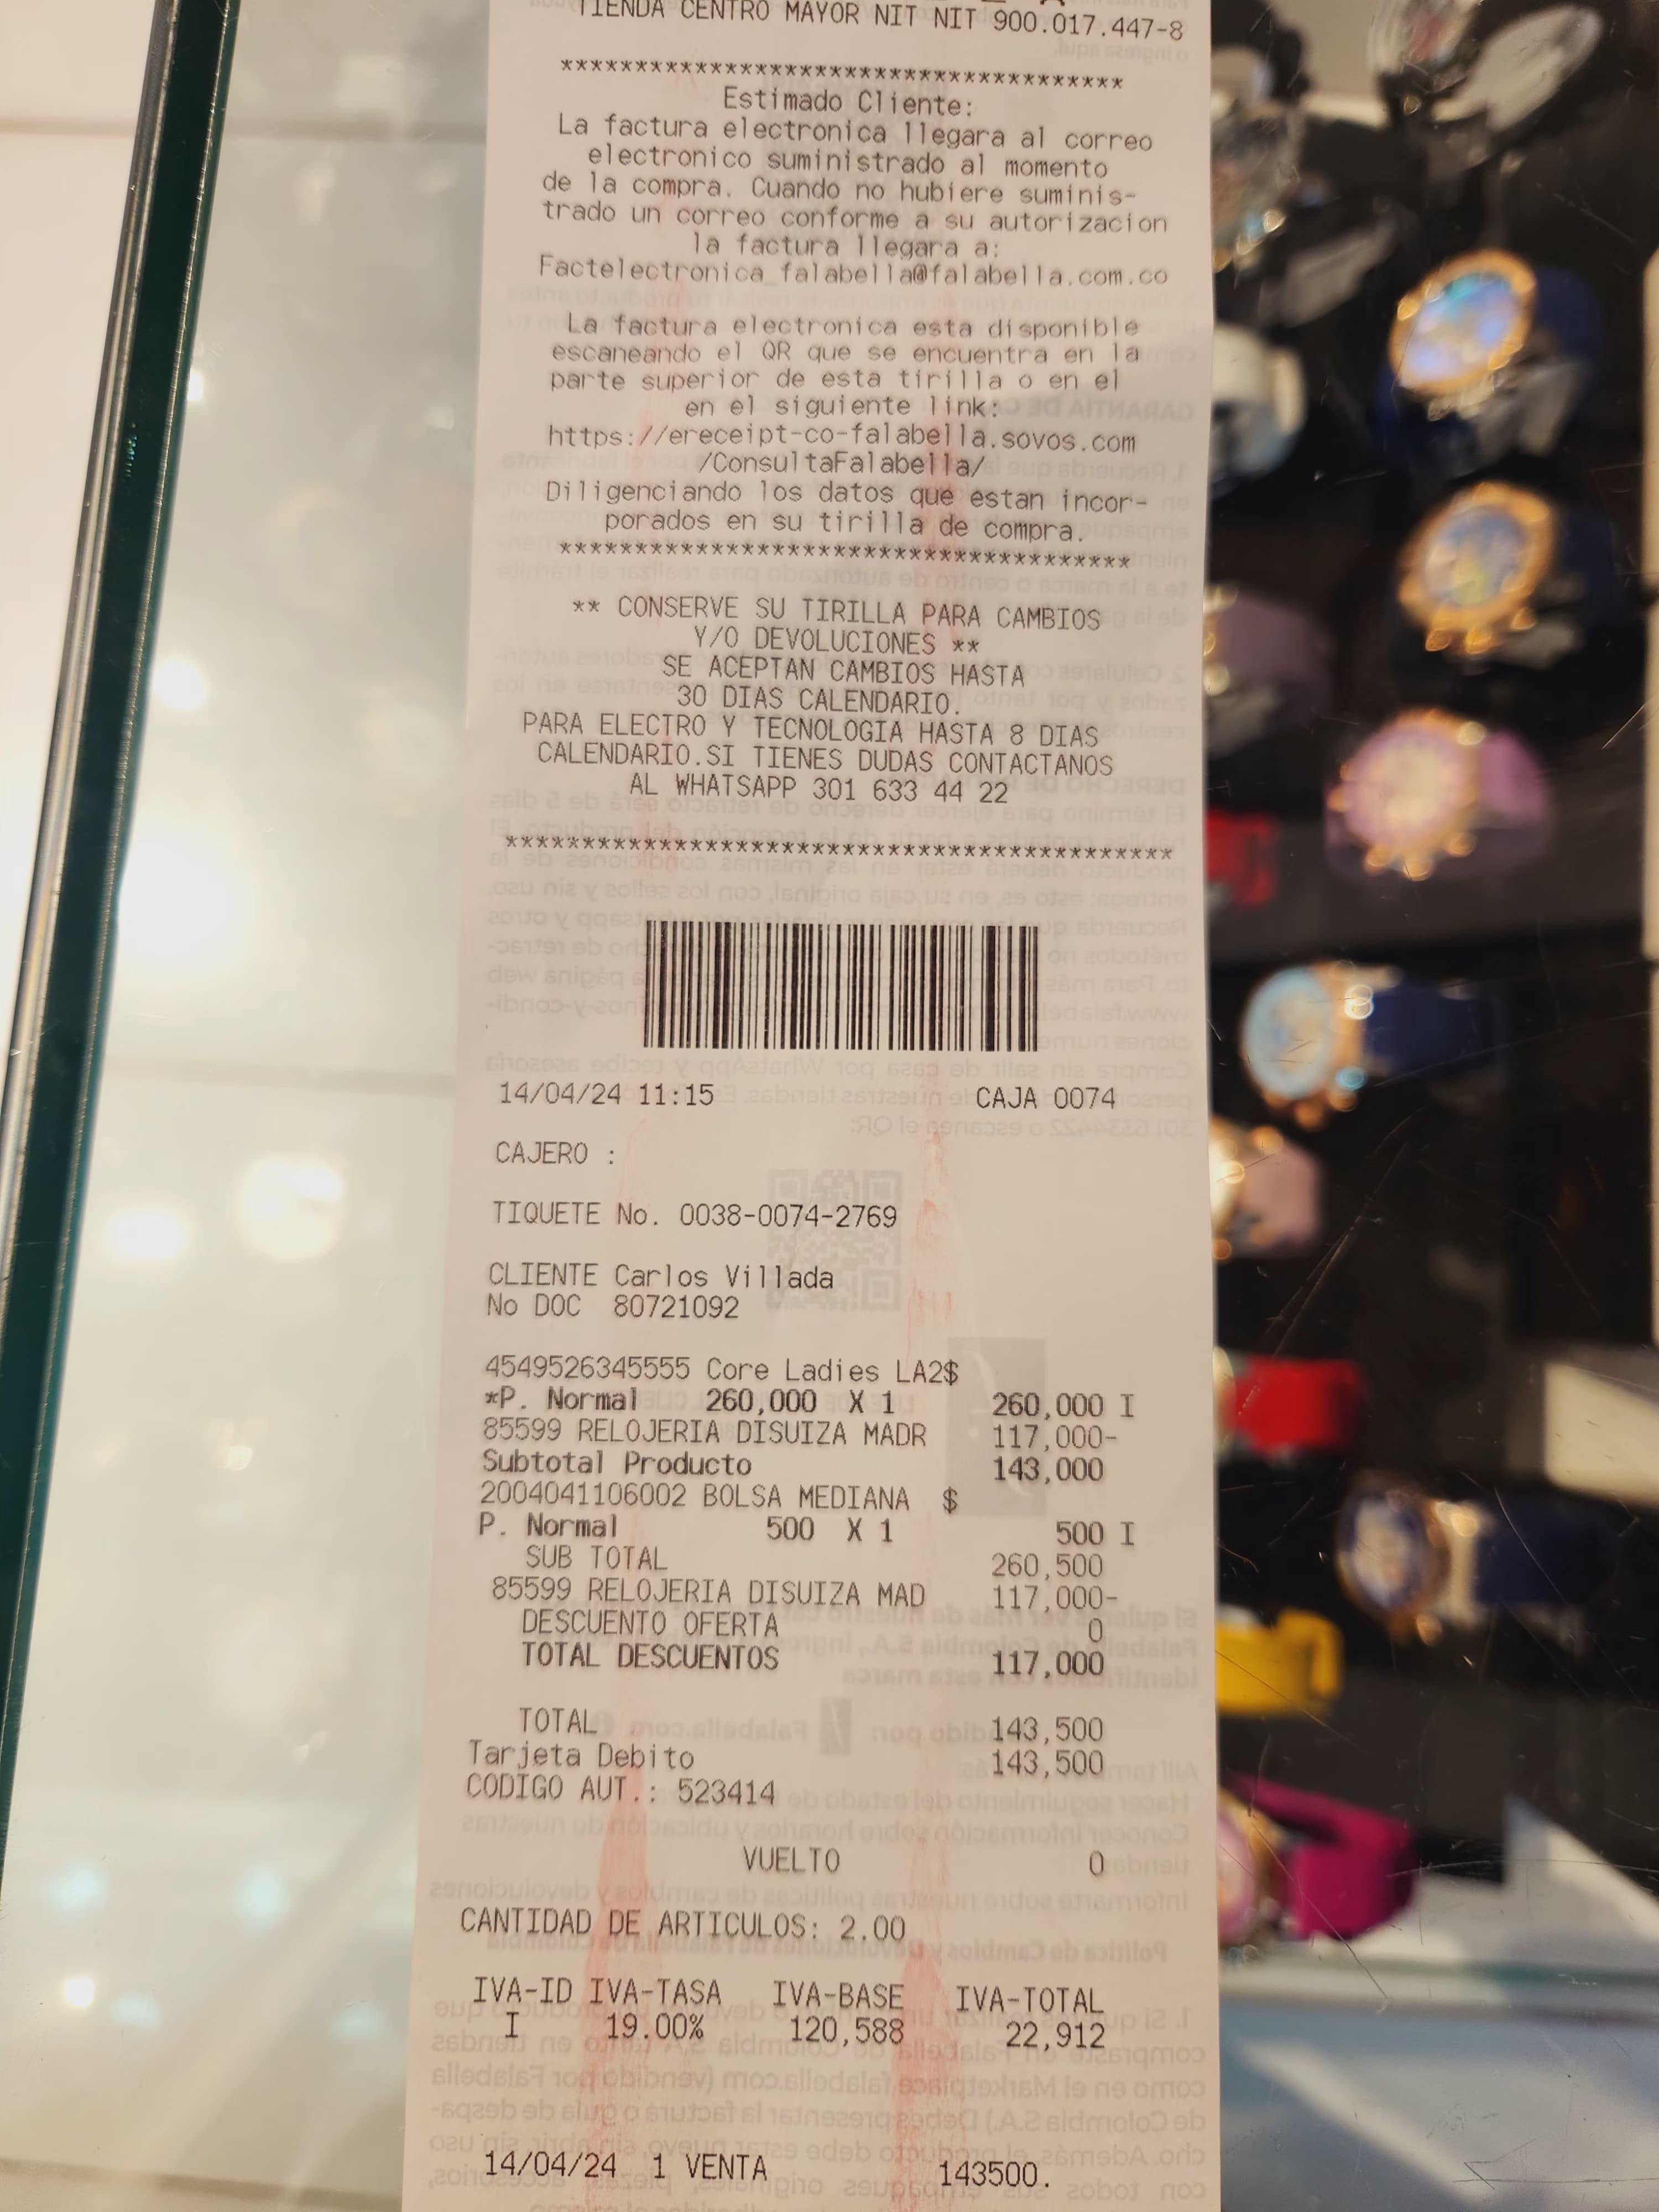 TIENDA CENTRO MAYOR NIT NIT 900.017.447-8
**************************************
Estimado Cliente:
La factura electronica llegara al correo
electronico suministrado al momento
de la compra. Cuando no hubiere suminis-
trado un correo conforme a su autorizacion
la factura llegara a:
Factelectronica_falabella@falabella.com.co
La factura electronica esta disponible
escaneando el QR que se encuentra en la
parte superior de esta tirilla o en el
en el siguiente link:
https://ereceipt-co-falabella.sovos.com
/ConsultaFalabella/
Diligenciando los datos que estan incor-
porados en su tirilla de compra.
**************************************
** CONSERVE SU TIRILLA PARA CAMBIOS
Y/O DEVOLUCIONES **
SE ACEPTAN CAMBIOS HASTA
30 DIAS CALENDARIO.
PARA ELECTRO Y TECNOLOGIA HASTA 8 DIAS
CALENDARIO.SI TIENES DUDAS CONTACTANOS
AL WHATSAPP 301 633 44 22
********************************************
14/04/24 11:15 CAJA 0074
CAJERO :
TIQUETE No. 0038-0074-2769
CLIENTE Carlos Villada
No DOC 80721092
4549526345555 Core Ladies LA2$
*P. Normal 260,000 X 1 260,000 I
85599 RELOJERIA DISUIZA MADR 117,000-
Subtotal Producto 143,000
2004041106002 BOLSA MEDIANA $
P. Normal 500 X 1 500 I
SUB TOTAL 260,500
85599 RELOJERIA DISUIZA MAD 117,000-
DESCUENTO OFERTA 0
TOTAL DESCUENTOS 117,000
TOTAL 143,500
Tarjeta Debito 143,500
CODIGO AUT.: 523414
VUELTO 0
CANTIDAD DE ARTICULOS: 2.00
IVA-ID IVA-TASA IVA-BASE IVA-TOTAL
I 19.00% 120,588 22,912
14/04/24 1 VENTA 143500.